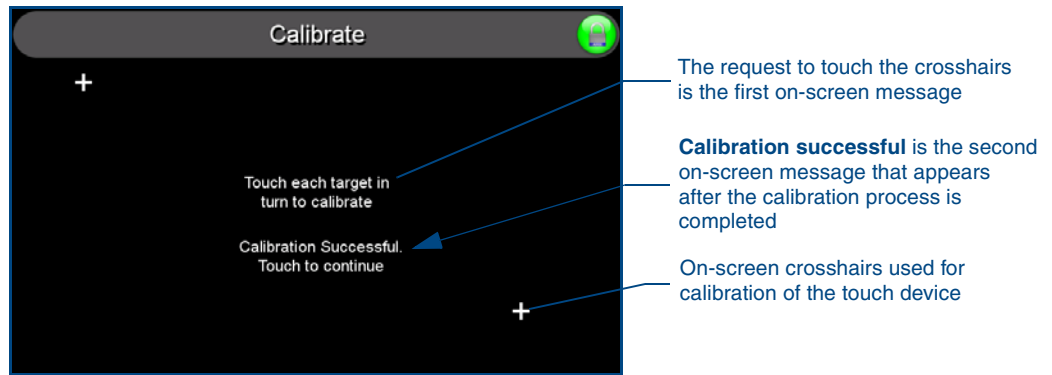 Calibrate
Touch each target in
turn to calibrate
Calibration Successful.
Touch to continue
The request to touch the crosshairs
is the first on-screen message
Calibration successful is the second
on-screen message that appears
after the calibration process is
completed
On-screen crosshairs used for
calibration of the touch device